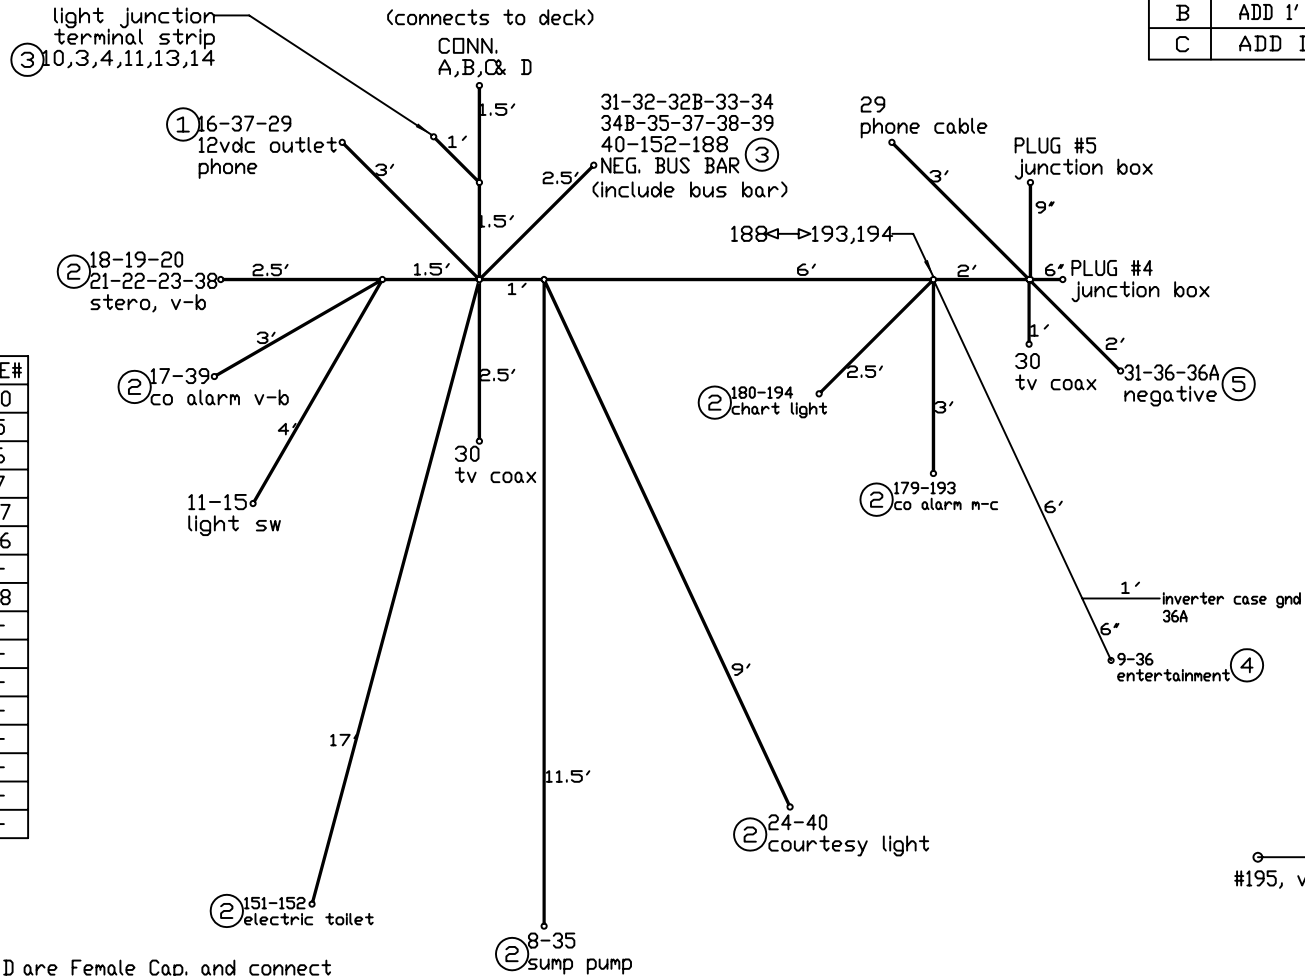 light junction
terminal strip
3 10,3,4,11,13,14
(connects to deck)
CONN.
A,B,C& D
B ADD 1'
C ADD
1.5'
1'
1.5'
1 16-37-29
12vdc outlet
phone
3'
31-32-32B-33-34
34B-35-37-38-39
40-152-188
NEG. BUS BAR 3
(include bus bar)
2.5'
29
phone cable
3'
PLUG #5
junction box
9"
188 193,194
2 18-19-20
21-22-23-38
stero, v-b
2.5'
1.5'
1'
6'
2'
6"
PLUG #4
junction box
3'
2 17-39
co alarm v-b
4'
11-15
light sw
2.5'
30
tv coax
2.5'
2 180-194
chart light
3'
2 179-193
co alarm m-c
1'
30
tv coax
2'
31-36-36A
negative 5
E#
0
5
6
7
7
6
-
8
-
-
-
-
-
-
-
-
6'
1'
inverter case gnd
36A
6"
9-36
entertainment 4
17'
11.5'
9'
2 24-40
courtesy light
2 151-152
electric toilet
2 8-35
sump pump
#195,
D are Female Cap. and connect